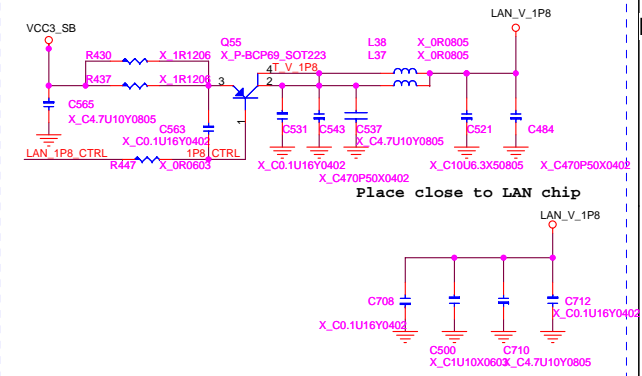 LAN_V_1P8
VCC3_SB
Q55
L38 X_0R0805
R430 X_1R1206
X_P-BCP69_SOT223
L37 X_0R0805
4 T_V_1P8
R437 X_1R1206
3
2
C565
X_C4.7U10Y0805
1
C563
X_C0.1U16Y0402
C531
C543
C537
X_C4.7U10Y0805
C521
C484
LAN_1P8_CTRL
1P8_CTRL
R447 X_0R0603
X_C0.1U16Y0402
X_C470P50X0402
X_C10U6.3X50805
X_C470P50X0402
Place close to LAN chip
LAN_V_1P8
C708
X_C0.1U16Y0402
C712
X_C0.1U16Y0402
C500
X_C1U10X0603
C710
X_C4.7U10Y0805